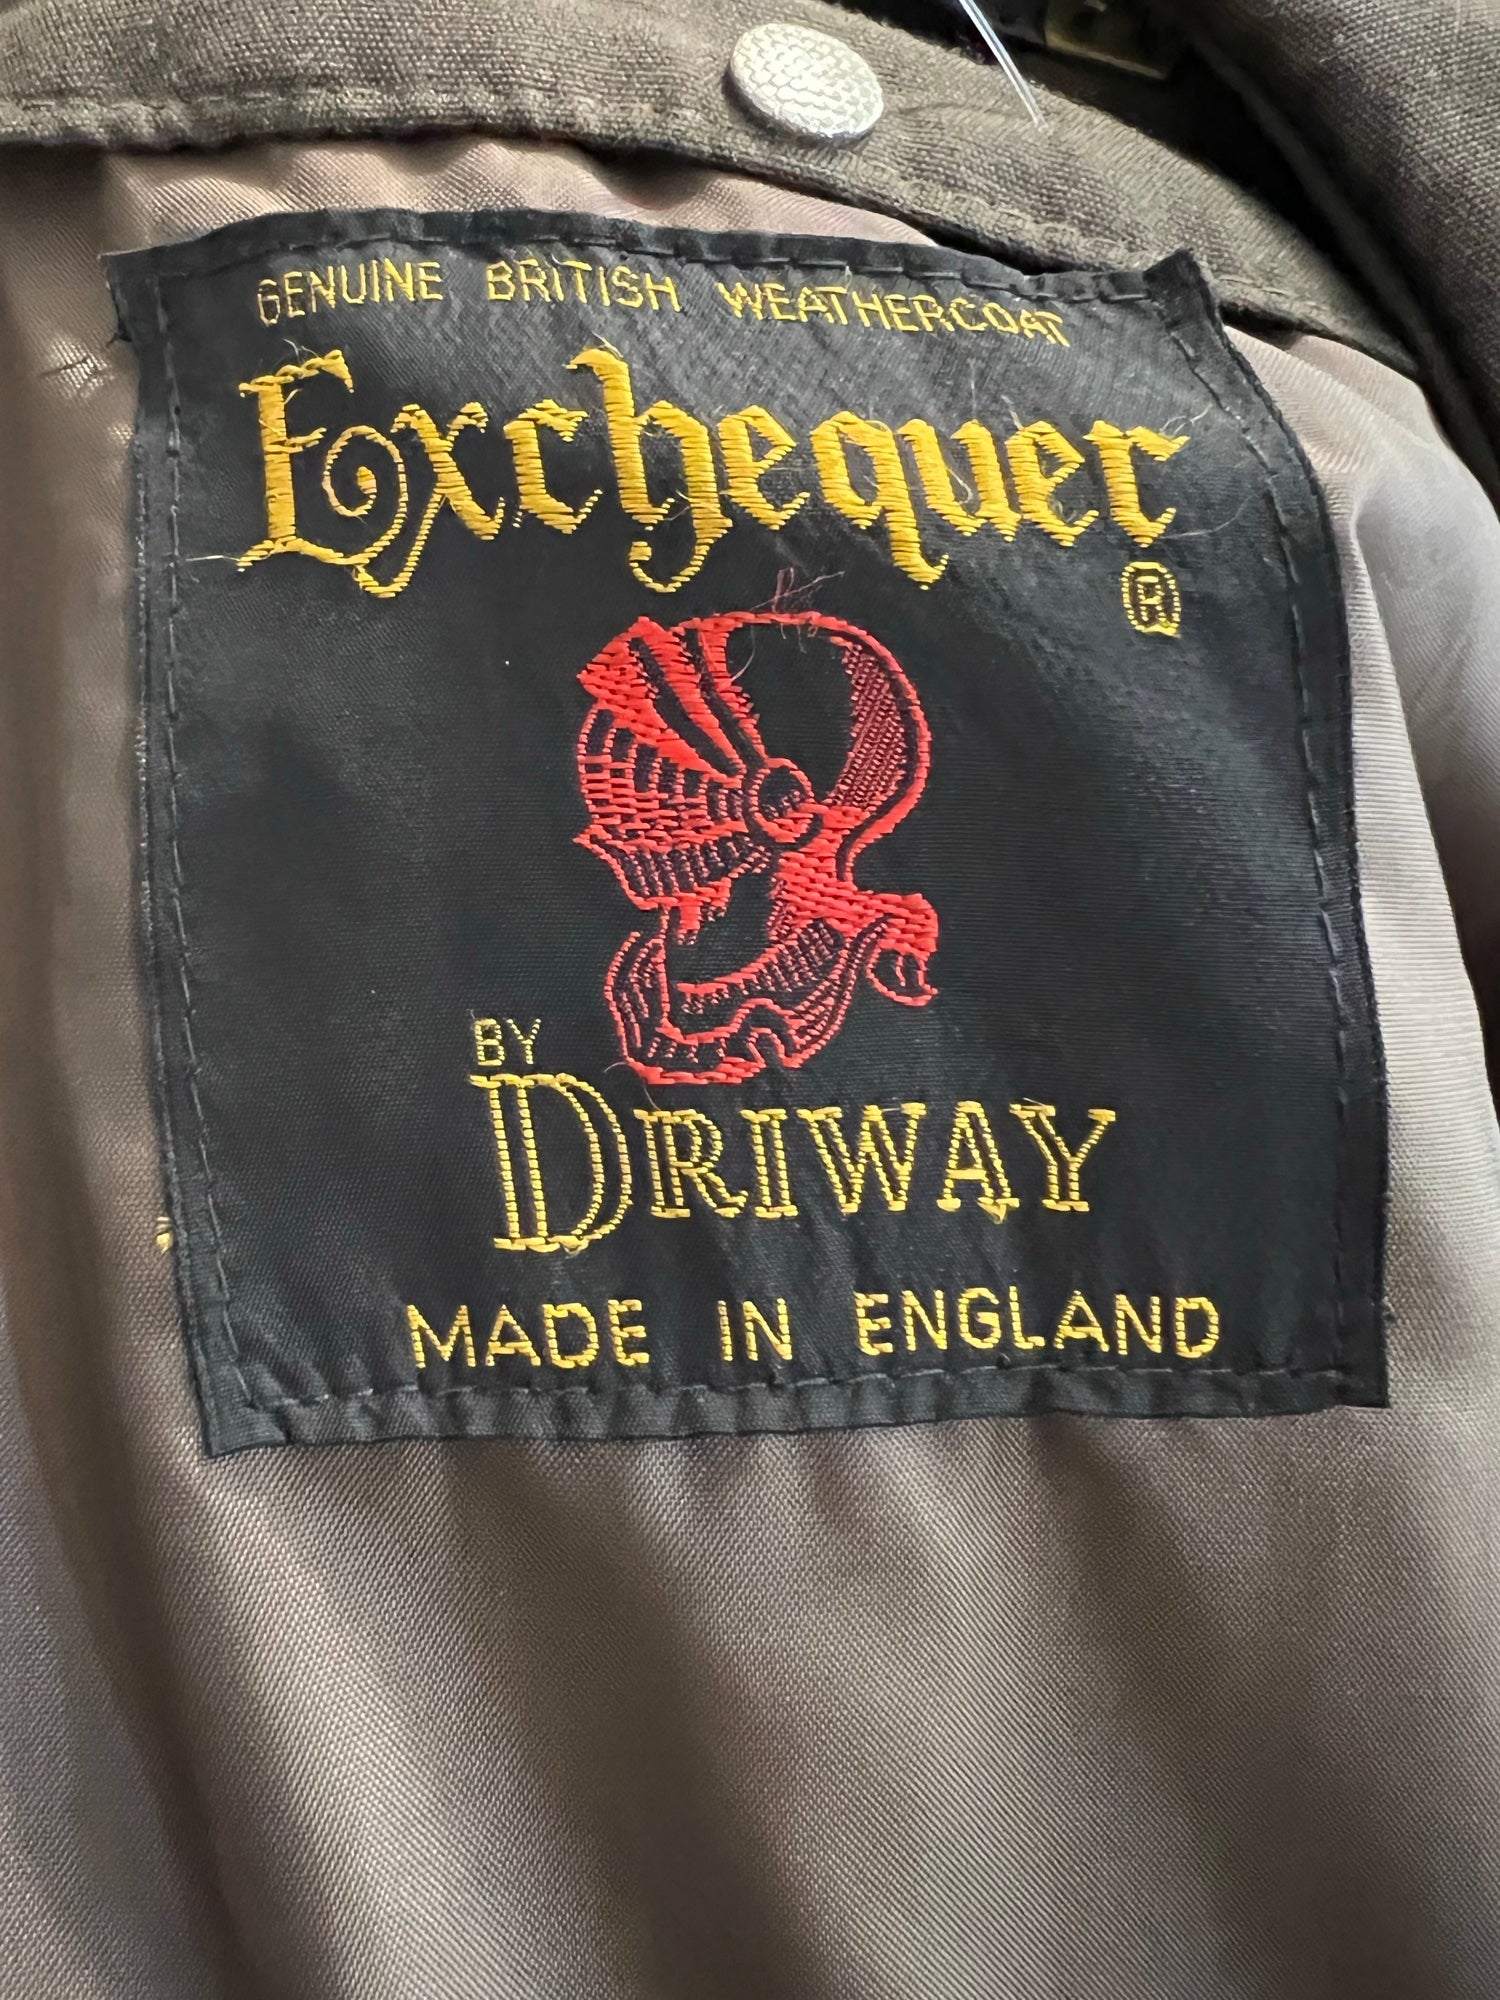 GENUINE BRITISH WEATHERCOAT
Exchequer
®
BY
DRIWAY
MADE IN ENGLAND